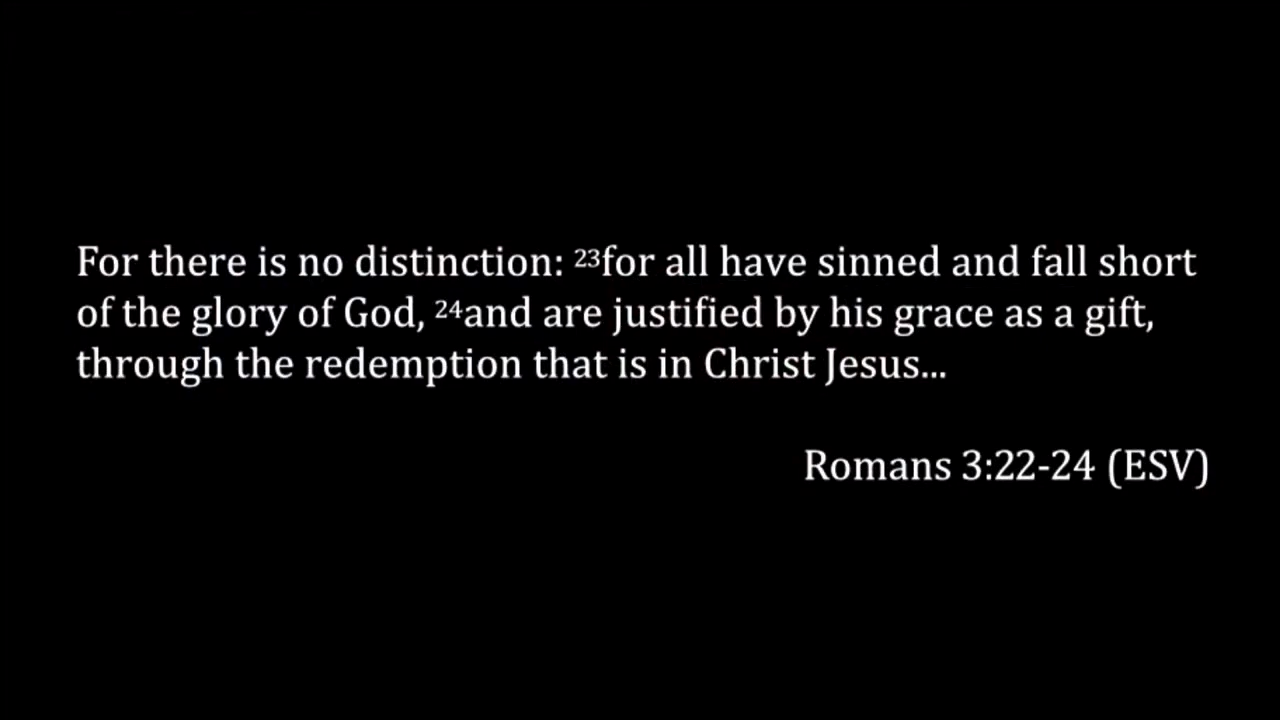 For there is no distinction: ²³for all have sinned and fall short
of the glory of God, ²⁴and are justified by his grace as a gift,
through the redemption that is in Christ Jesus...
Romans 3:22-24 (ESV)